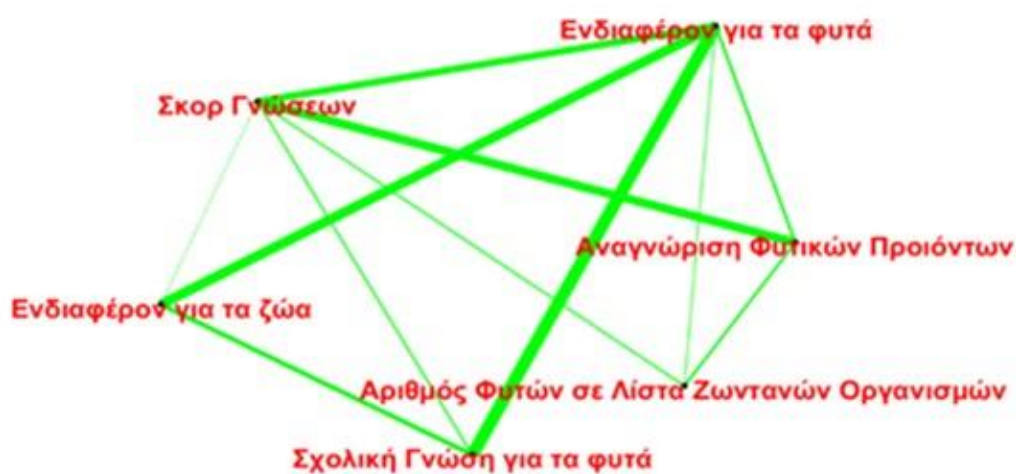 Ενδιαφέρον για τα φυτά
Σκορ Γνώσεων
Αναγνώριση Φυτικών Προιόντων
Ενδιαφέρον για τα ζώα
Αριθμός Φυτών σε Λίστα Ζωντανών Οργανισμών
Σχολική Γνώση για τα φυτά